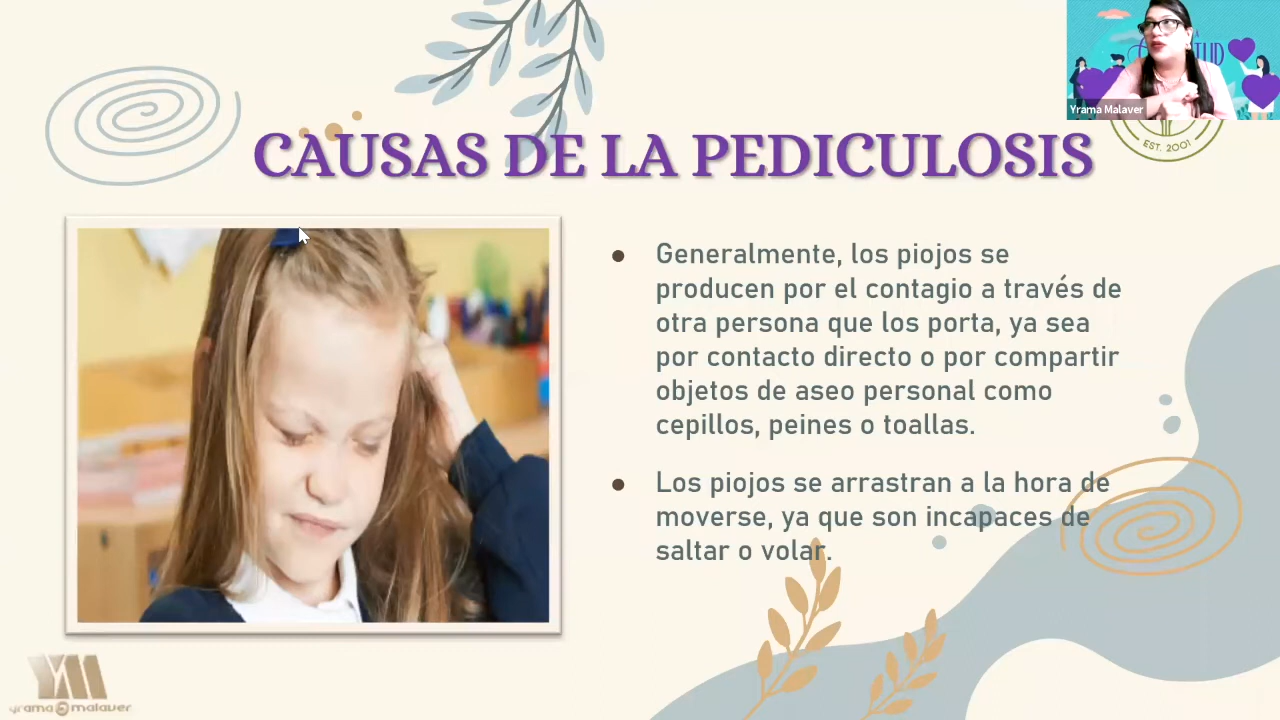 TUD
Yrama Malaver
EST. 2001
CAUSAS DE LA PEDICULOSIS
● Generalmente, los piojos se
producen por el contagio a través de
otra persona que los porta, ya sea
por contacto directo o por compartir
objetos de aseo personal como
cepillos, peines o toallas.
● Los piojos se arrastran a la hora de
moverse, ya que son incapaces de
saltar o volar.
YM
yrama malaver